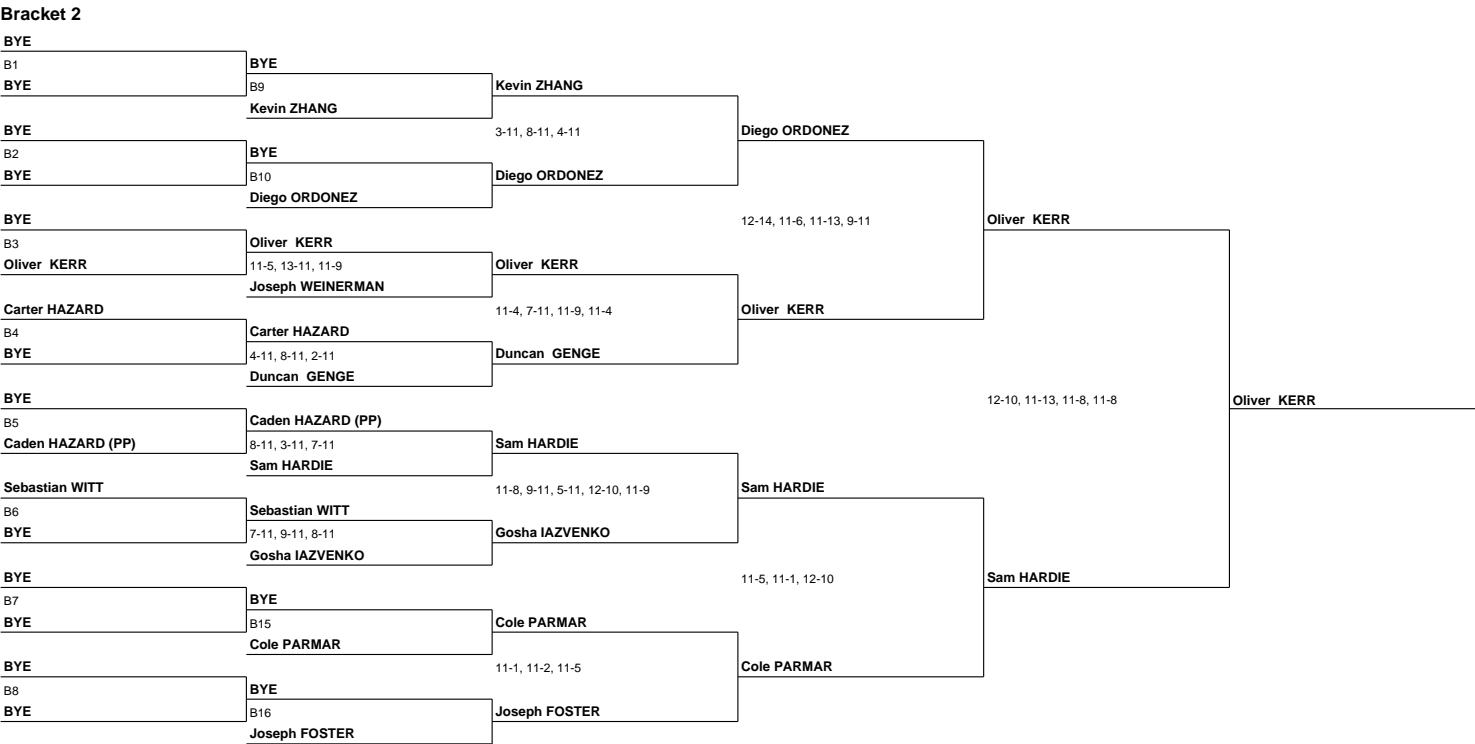 Bracket 2
BYE
B1
BYE
BYE
B2
BYE
BYE
B3
Oliver KERR
Carter HAZARD
B4
BYE
BYE
B5
Caden HAZARD (PP)
Sebastian WITT
B6
BYE
BYE
B7
BYE
BYE
B8
BYE
BYE
B9
Kevin ZHANG
BYE
B10
Diego ORDONEZ
Oliver KERR
11-5, 13-11, 11-9
Joseph WEINERMAN
Carter HAZARD
4-11, 8-11, 2-11
Duncan GENGE
Caden HAZARD (PP)
8-11, 3-11, 7-11
Sam HARDIE
Sebastian WITT
7-11, 9-11, 8-11
Gosha IAZVENKO
BYE
B15
Cole PARMAR
BYE
B16
Joseph FOSTER
Kevin ZHANG
3-11, 8-11, 4-11
Diego ORDONEZ
Oliver KERR
11-4, 7-11, 11-9, 11-4
Duncan GENGE
Sam HARDIE
11-8, 9-11, 5-11, 12-10, 11-9
Gosha IAZVENKO
Cole PARMAR
11-1, 11-2, 11-5
Joseph FOSTER
Diego ORDONEZ
12-14, 11-6, 11-13, 9-11
Oliver KERR
Sam HARDIE
11-5, 11-1, 12-10
Cole PARMAR
Oliver KERR
12-10, 11-13, 11-8, 11-8
Sam HARDIE
Oliver KERR